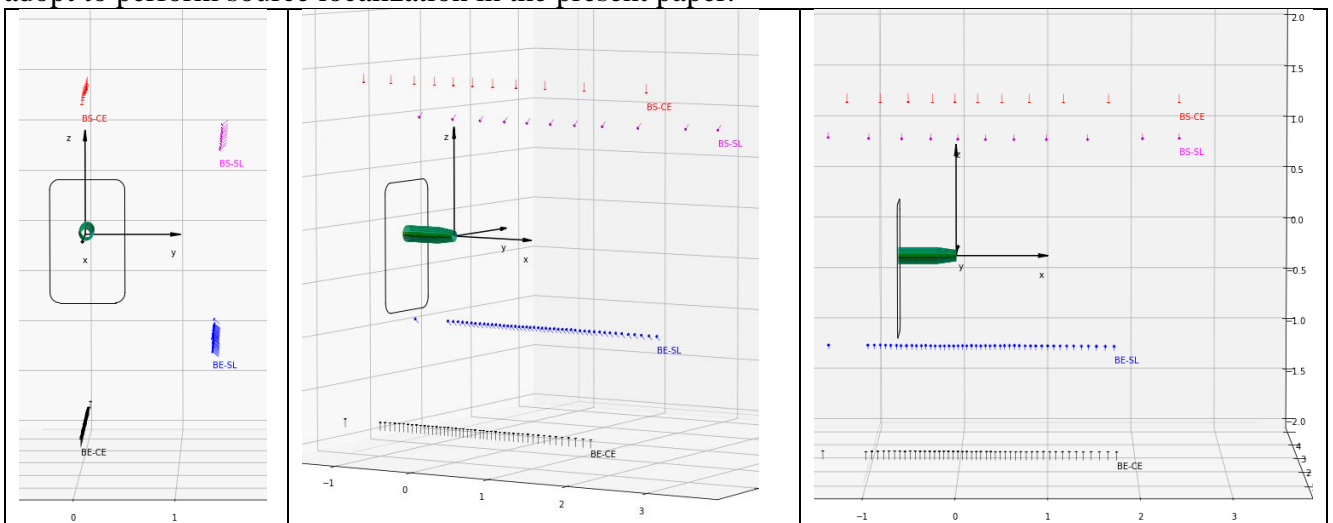 adopt to perform source localization in the present paper.
BS-CE
z
BS-SL
x
y
BE-SL
BE-CE
0
1
BS-CE
z
BS-SL
y
x
BE-SL
BE-CE
−1
0
1
2
3
2.0
1.5
BS-CE
1.0
BS-SL
z
0.5
0.0
y
x
−0.5
−1.0
BE-SL
−1.5
−2.0
4
3
2
BE-CE
−1
0
1
2
3